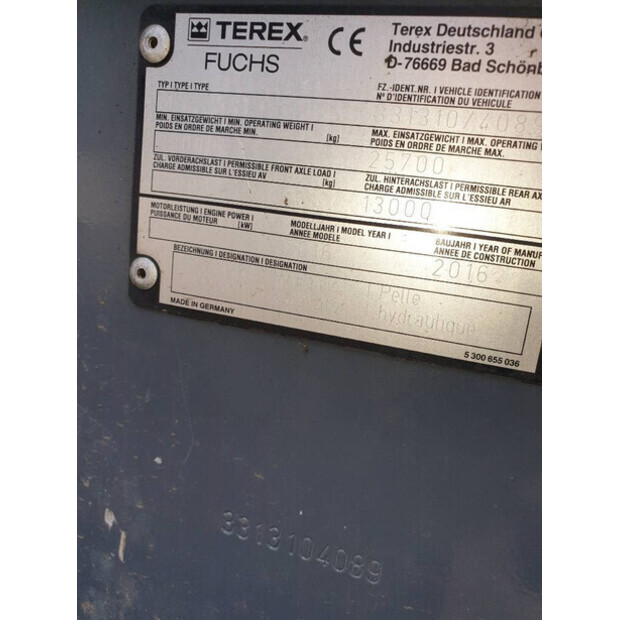 TEREX®
CE
Terex Deutschland
Industriestr. 3
D-76669 Bad Schönb
FUCHS
TYP I TYPE I TYPE
FZ.-IDENT.NR. I VEHICLE IDENTIFICATION
N° D'IDENTIFICATION DU VEHICULE
331310/408
MIN. EINSATZGEWICHT I MIN. OPERATING WEIGHT I
POIDS EN ORDRE DE MARCHE MIN. [kg]
MAX. EINSATZGEWICHT I MAX. OPERATING
POIDS EN ORDRE DE MARCHE MAX.
25700
ZUL. VORDERACHSLAST I PERMISSIBLE FRONT AXLE LOAD I
CHARGE ADMISSIBLE SUR L'ESSIEU AV [kg]
ZUL. HINTERACHSLAST I PERMISSIBLE REAR AX
CHARGE ADMISSIBLE SUR L'ESSIEU AR
13000
MOTORLEISTUNG I ENGINE POWER I
PUISSANCE DU MOTEUR [kW]
MODELLJAHR I MODEL YEAR I
ANNEE MODELE
BAUJAHR I YEAR OF MANUF
ANNEE DE CONSTRUCTION
2016
BEZEICHNUNG I DESIGNATION I DESIGNATION
Pelle
hydraulique
MADE IN GERMANY
5 300 655 036
3313104089